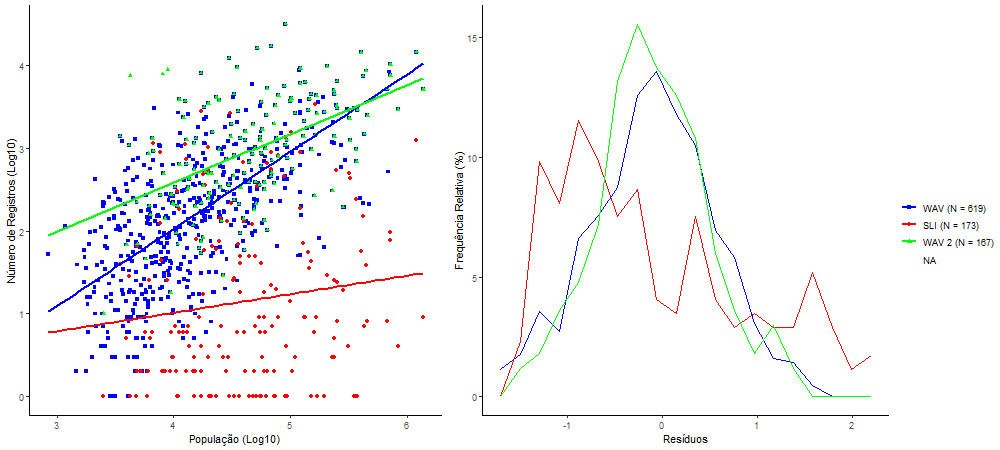 Número de Registros (Log10)
4
3
2
1
0
3
4
5
6
População (Log10)
Frequência Relativa (%)
15
10
5
0
-1
0
1
2
Resíduos
WAV (N = 619)
SLI (N = 173)
WAV 2 (N = 167)
NA